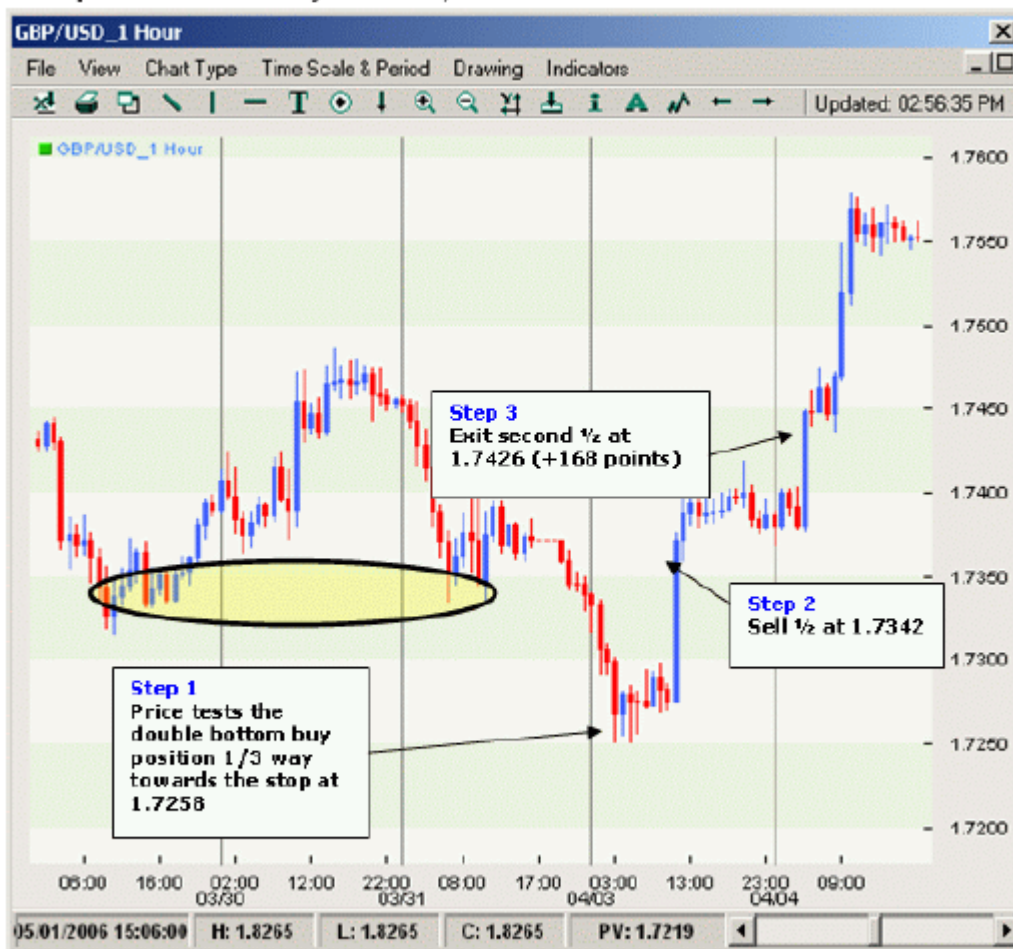 GBP/USD_1 Hour
File View Chart Type Time Scale & Period Drawing Indicators
Updated: 02:56:35 PM
GBP/USD_1 Hour
1.7600
1.7550
1.7500
1.7450
1.7400
1.7350
1.7300
1.7250
1.7200
Step 3
Exit second ½ at
1.7426 (+168 points)
Step 2
Sell ½ at 1.7342
Step 1
Price tests the
double bottom buy
position 1/3 way
towards the stop at
1.7258
06:00 16:00 02:00 12:00 22:00 08:00 17:00 03:00 13:00 23:00 09:00
03/30 03/31 04/03 04/04
05/01/2006 15:06:00 H: 1.8265 L: 1.8265 C: 1.8265 PV: 1.7219